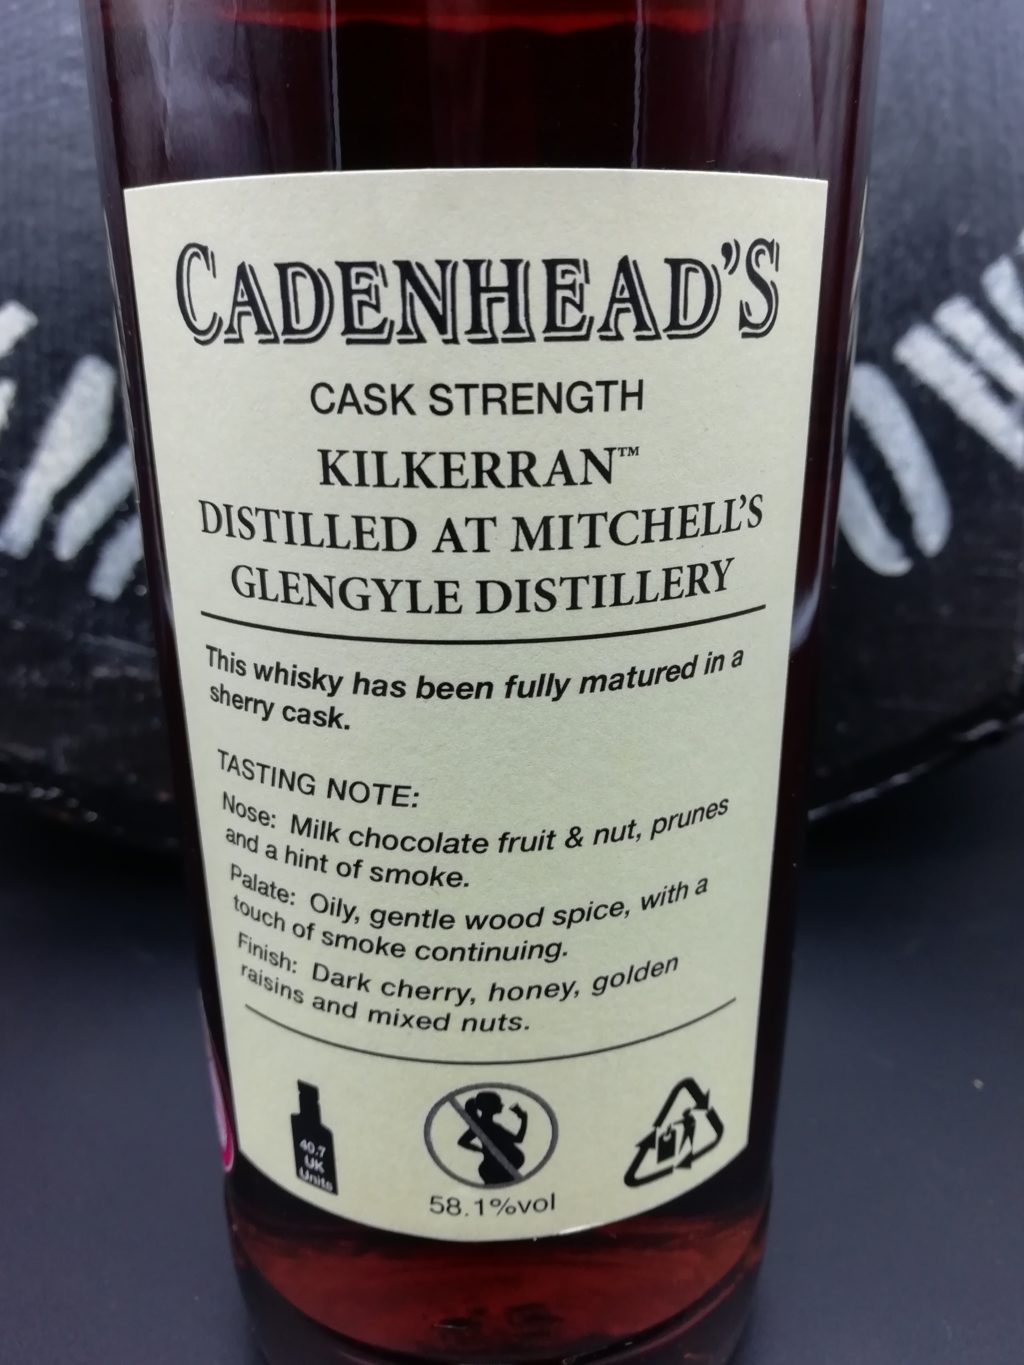 CADENHEAD'S
CASK STRENGTH
KILKERRAN™
DISTILLED AT MITCHELL'S
GLENGYLE DISTILLERY
This whisky has been fully matured in a
sherry cask.
TASTING NOTE:
Nose: Milk chocolate fruit & nut, prunes
and a hint of smoke.
Palate: Oily, gentle wood spice, with a
touch of smoke continuing.
Finish: Dark cherry, honey, golden
raisins and mixed nuts.
40.7
UK
Units
58.1%vol